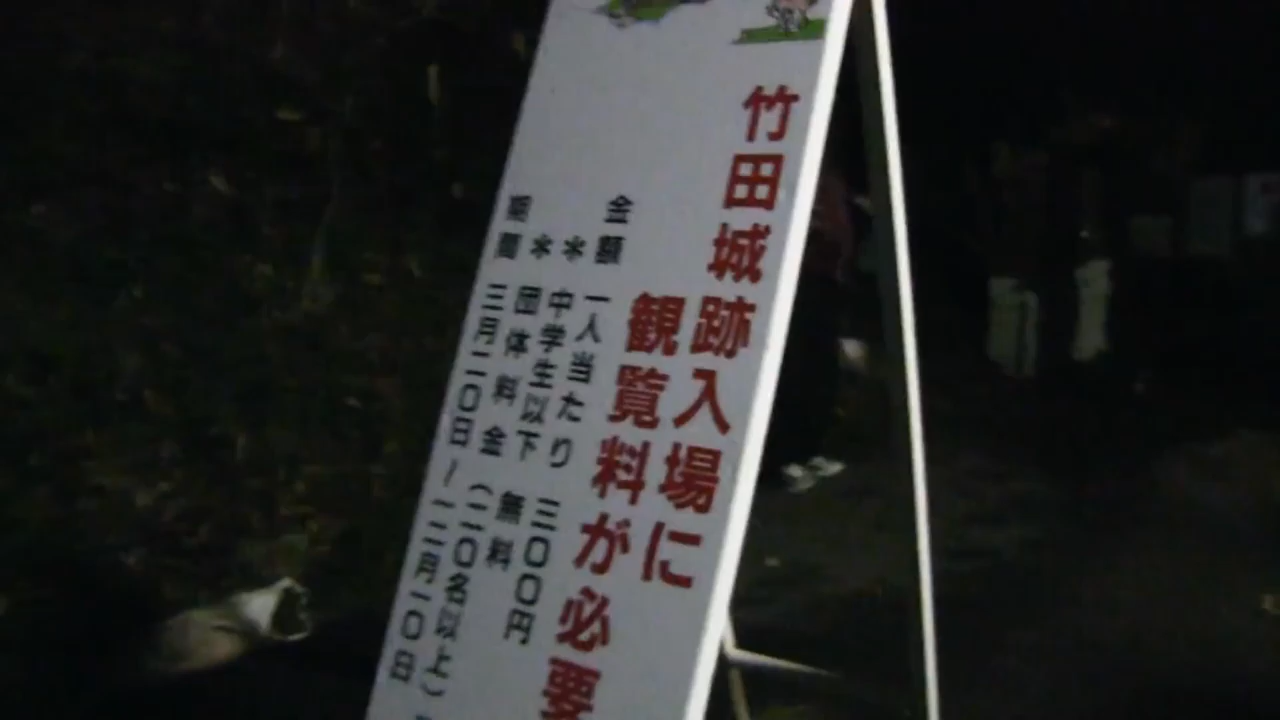 竹田城跡入場に
観覧料が必要
金額 一人当たり 三〇〇円
＊中学生以下 無料
＊団体料金（二〇名以上）
期間 三月二〇日～一二月一〇日